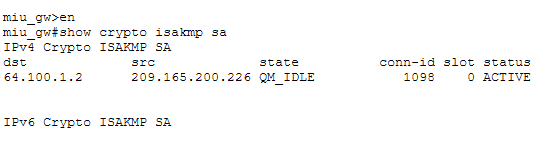 miu_gw>en
miu_gw#show crypto isakmp sa
IPv4 Crypto ISAKMP SA
dst src state conn-id slot status
64.100.1.2 209.165.200.226 QM_IDLE 1098 0 ACTIVE
IPv6 Crypto ISAKMP SA